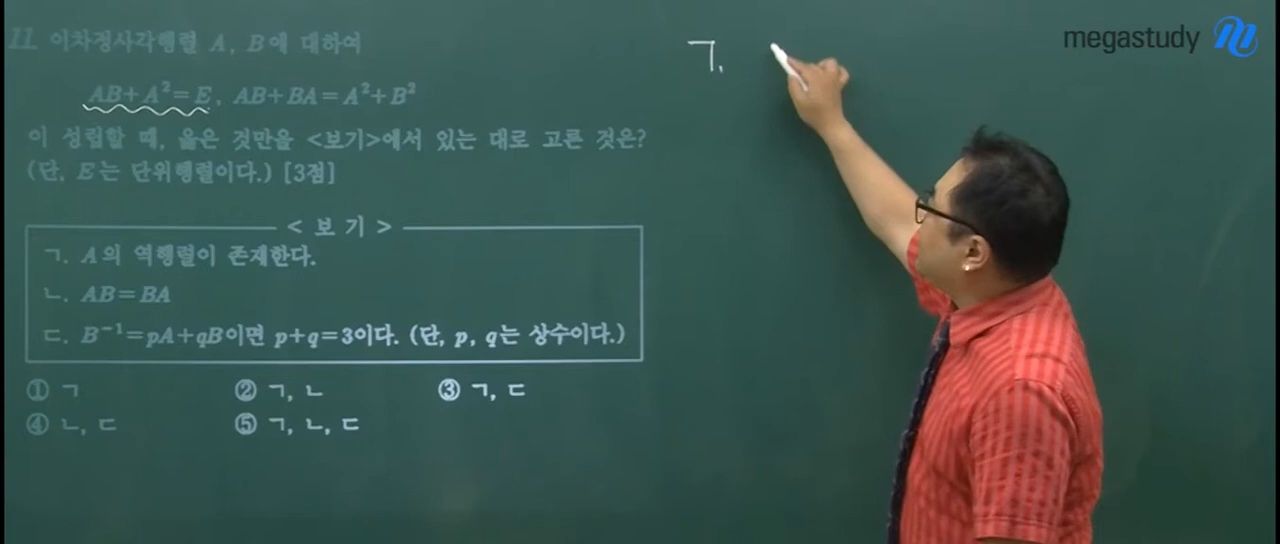 megastudy
11. 이차정사각행렬 A, B에 대하여
AB+A²=E, AB+BA=A²+B²
이 성립할 때, 옳은 것만을 <보기>에서 있는 대로 고른 것은?
(단, E는 단위행렬이다.) [3점]
<보 기>
ㄱ. A의 역행렬이 존재한다.
ㄴ. AB=BA
ㄷ. B⁻¹=pA+qB이면 p+q=3이다. (단, p, q는 상수이다.)
① ㄱ ② ㄱ, ㄴ ③ ㄱ, ㄷ
④ ㄴ, ㄷ ⑤ ㄱ, ㄴ, ㄷ
ㄱ.